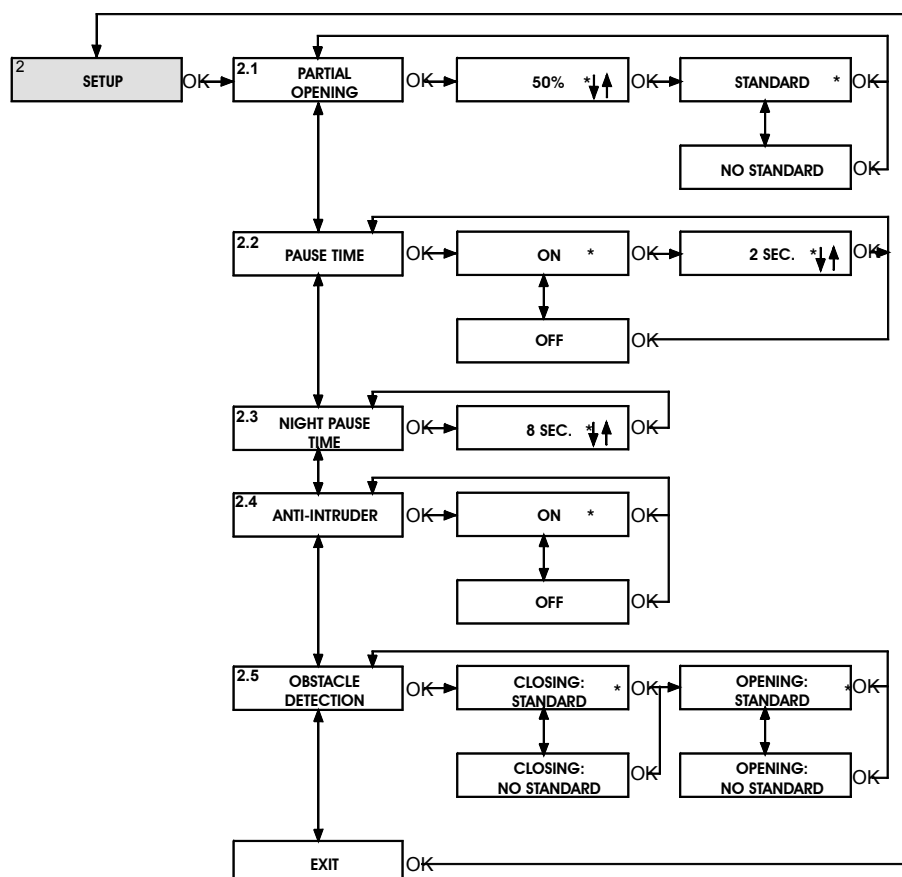 2
SETUP
OK
2.1
PARTIAL
OPENING
OK
50% *
OK
STANDARD *
OK
NO STANDARD
OK
2.2
PAUSE TIME
OK
ON *
OK
2 SEC. *
OK
OFF
OK
2.3
NIGHT PAUSE
TIME
OK
8 SEC. *
OK
2.4
ANTI-INTRUDER
OK
ON *
OK
OFF
OK
2.5
OBSTACLE
DETECTION
OK
CLOSING:
STANDARD *
OK
OPENING:
STANDARD *
OK
CLOSING:
NO STANDARD
OK
OPENING:
NO STANDARD
OK
EXIT
OK